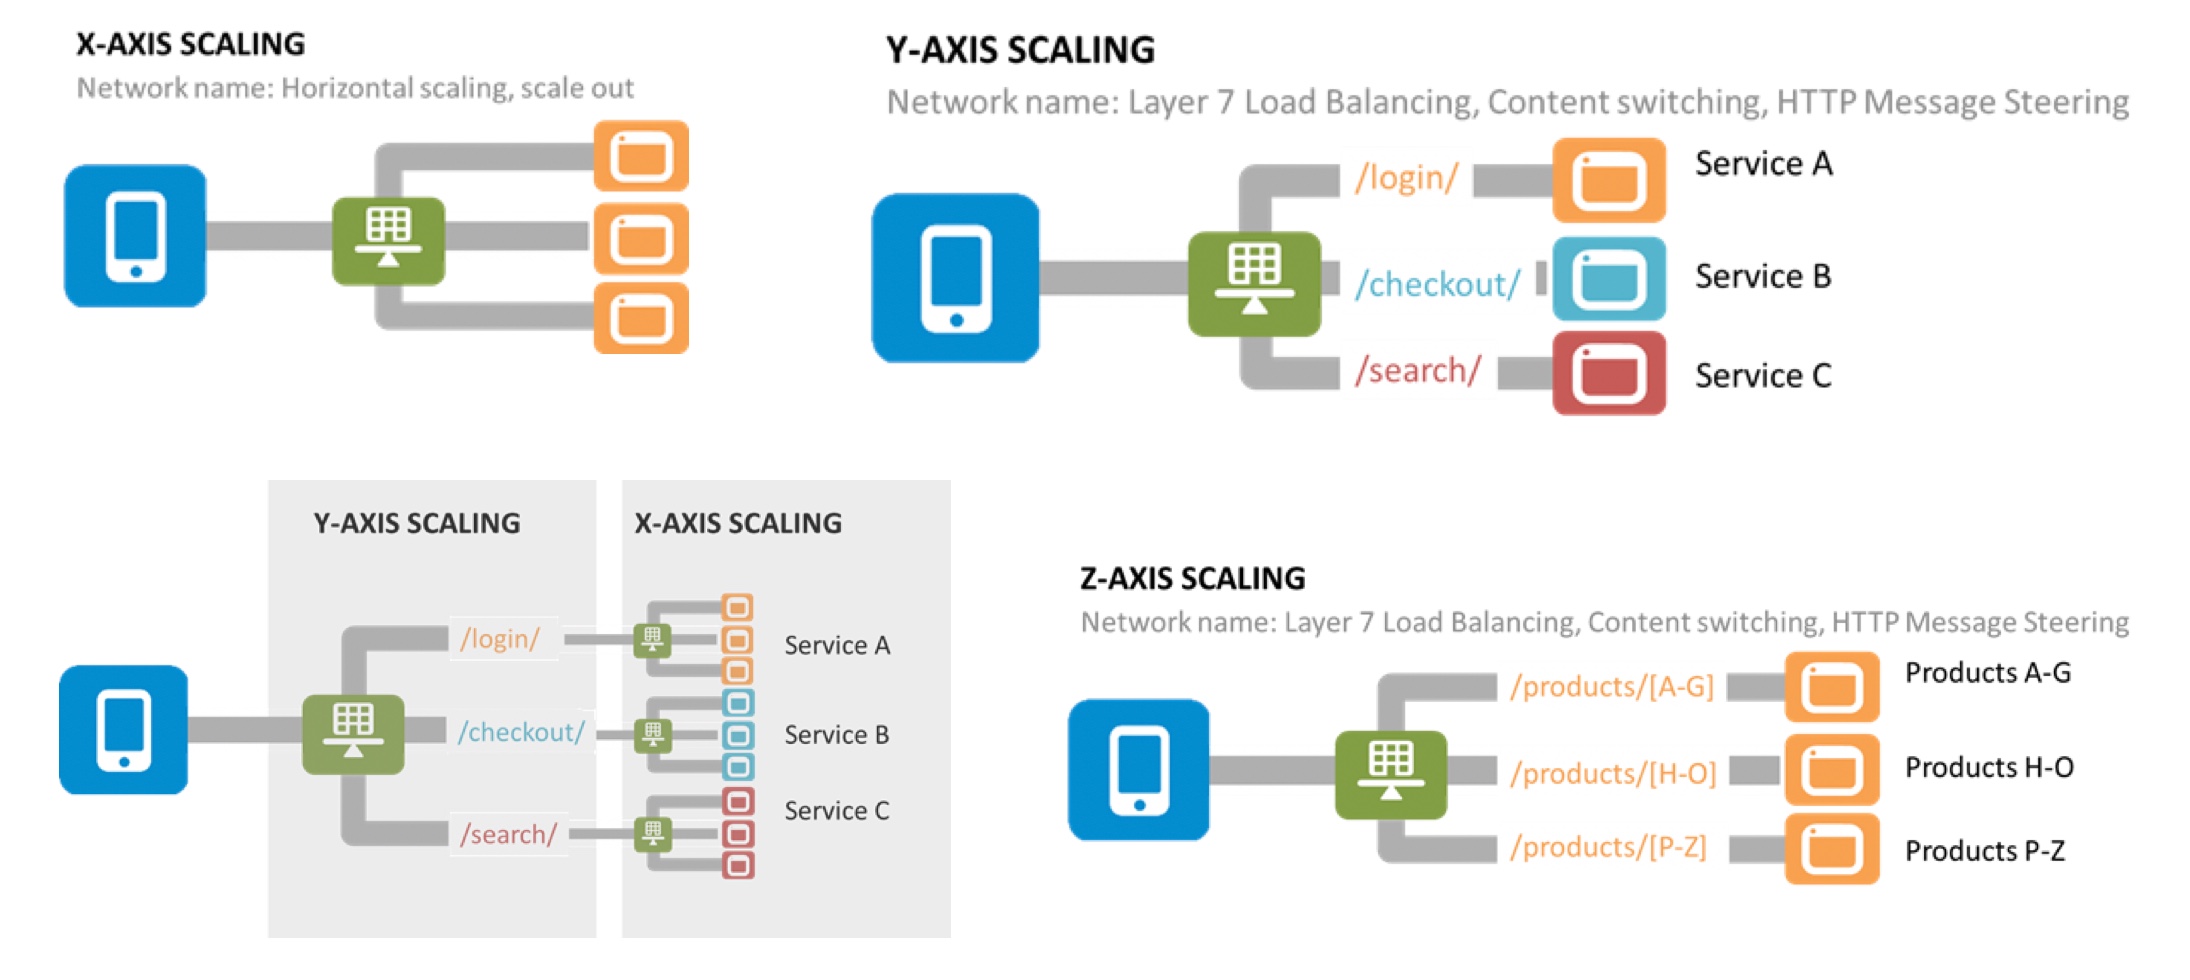 X-AXIS SCALING
Network name: Horizontal scaling, scale out
Y-AXIS SCALING
Network name: Layer 7 Load Balancing, Content switching, HTTP Message Steering
/login/
Service A
/checkout/
Service B
/search/
Service C
Y-AXIS SCALING
X-AXIS SCALING
/login/
Service A
/checkout/
Service B
/search/
Service C
Z-AXIS SCALING
Network name: Layer 7 Load Balancing, Content switching, HTTP Message Steering
/products/[A-G]
Products A-G
/products/[H-O]
Products H-O
/products/[P-Z]
Products P-Z